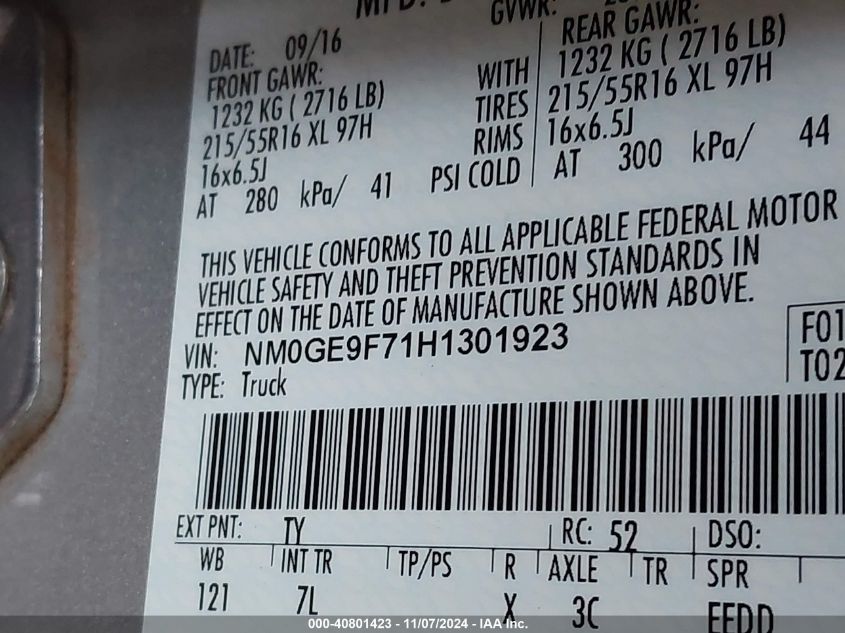 GVWR:
DATE: 09/16
FRONT GAWR:
1232 KG ( 2716 LB)
215/55R16 XL 97H
16x6.5J
AT 280 kPa/ 41 PSI COLD
WITH
TIRES
RIMS
REAR GAWR:
1232 KG ( 2716 LB)
215/55R16 XL 97H
16x6.5J
AT 300 kPa/ 44
THIS VEHICLE CONFORMS TO ALL APPLICABLE FEDERAL MOTOR
VEHICLE SAFETY AND THEFT PREVENTION STANDARDS IN
EFFECT ON THE DATE OF MANUFACTURE SHOWN ABOVE.
VIN: NM0GE9F71H1301923
TYPE: Truck
F01
T02
EXT PNT: TY RC: 52 DSO:
WB INT TR TP/PS R AXLE TR SPR
121 7L X 3C EEDD
000-40801423 - 11/07/2024 - IAA Inc.